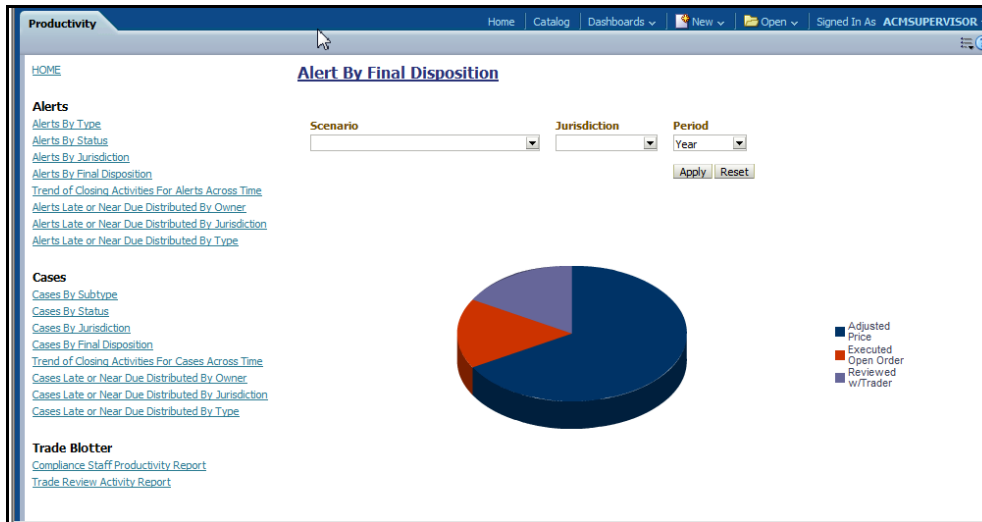 Productivity
Home Catalog Dashboards New Open Signed In As ACMSUPERVISOR
HOME
Alert By Final Disposition
Alerts
Alerts By Type
Alerts By Status
Alerts By Jurisdiction
Alerts By Final Disposition
Trend of Closing Activities For Alerts Across Time
Alerts Late or Near Due Distributed By Owner
Alerts Late or Near Due Distributed By Jurisdiction
Alerts Late or Near Due Distributed By Type
Scenario Jurisdiction Period
Year
Apply Reset
Cases
Cases By Subtype
Cases By Status
Cases By Jurisdiction
Cases By Final Disposition
Trend of Closing Activities For Cases Across Time
Cases Late or Near Due Distributed By Owner
Cases Late or Near Due Distributed By Jurisdiction
Cases Late or Near Due Distributed By Type
Adjusted
Price
Executed
Open Order
Reviewed
w/Trader
Trade Blotter
Compliance Staff Productivity Report
Trade Review Activity Report